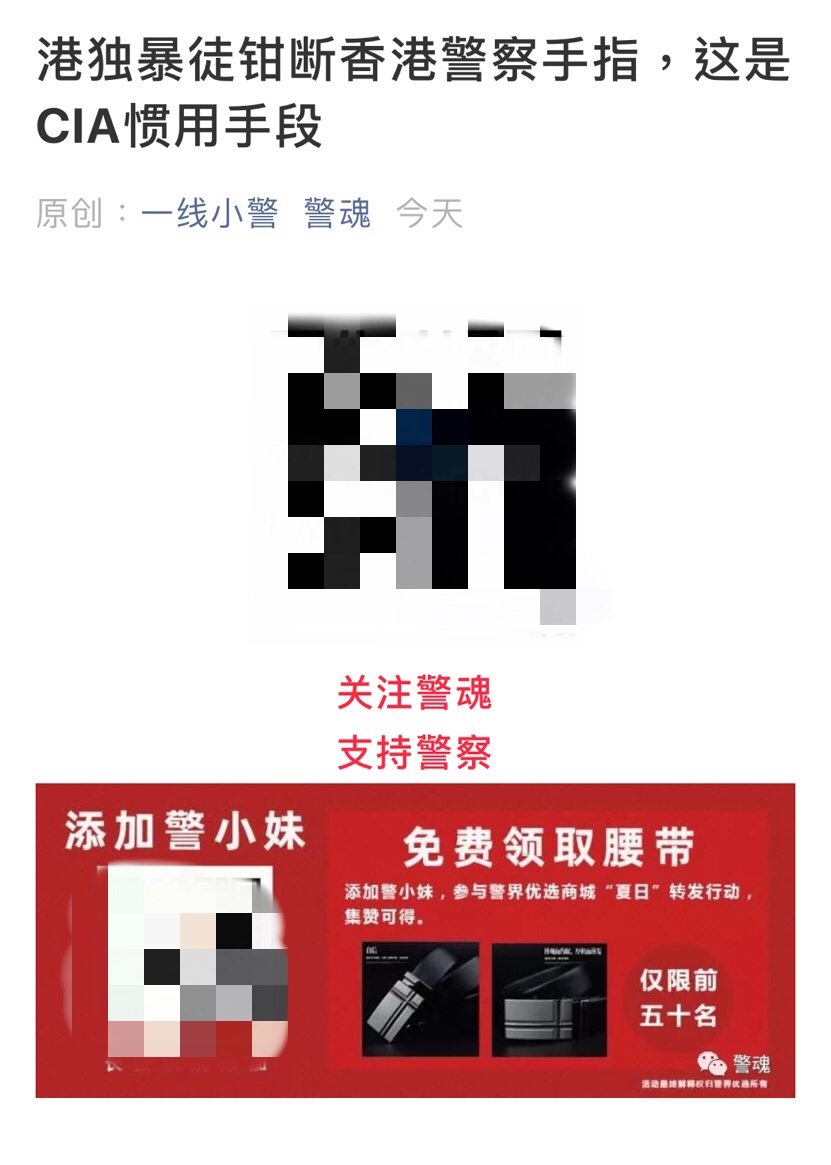 港独暴徒钳断香港警察手指，这是
CIA惯用手段
原创：一线小警 警魂 今天
关注警魂
支持警察
添加警小妹
免费领取腰带
添加警小妹，参与警界优选商城“夏日”转发行动，
集赞可得。
仅限前
五十名
警魂
活动最终解释权归警界优选所有